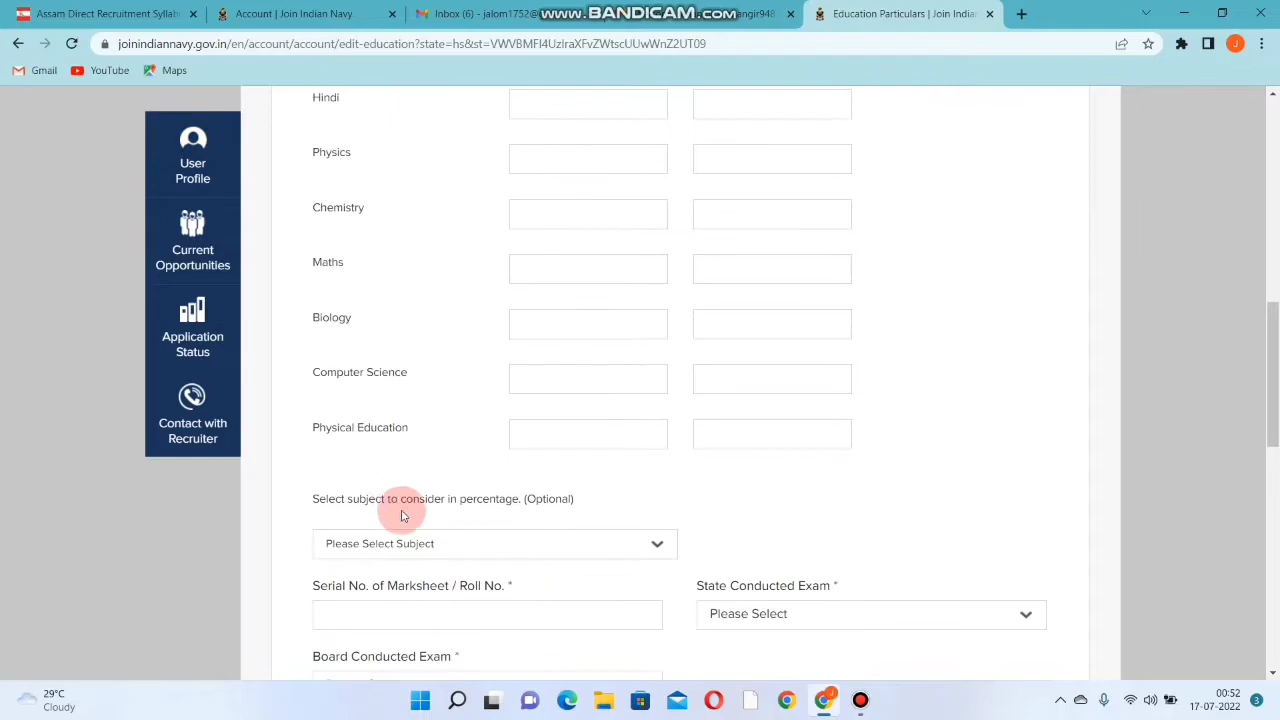 Assam Direct Recruitment Syllab
Account | Join Indian Navy
Inbox (6) - jalom1752@
www.BANDICAM.com
angir948
Education Particulars | Join India
joinindiannavy.gov.in/en/account/account/edit-education?state=hs&st=VWVBMFl4UzlraXFvZWtscUUwWnZ2UT09
Gmail
YouTube
Maps
J
Hindi
Physics
Chemistry
Maths
Biology
Computer Science
Physical Education
User
Profile
Current
Opportunities
Application
Status
Contact with
Recruiter
Select subject to consider in percentage. (Optional)
Please Select Subject
Serial No. of Marksheet / Roll No. *
State Conducted Exam *
Please Select
Board Conducted Exam *
29°C
Cloudy
00:52
17-07-2022
3